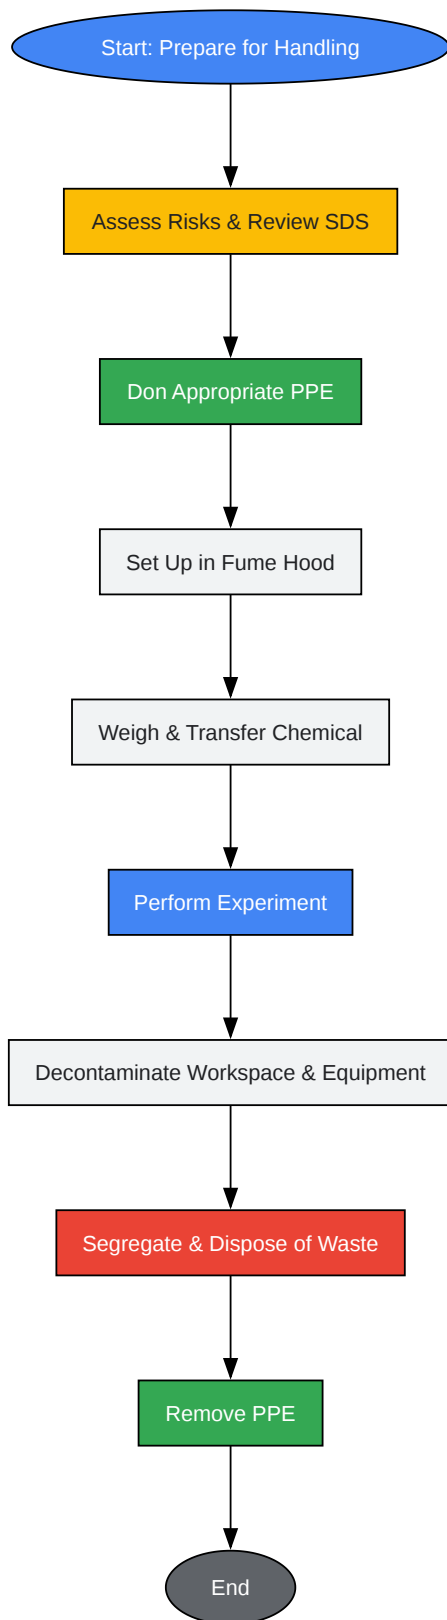 Start: Prepare for Handling
Assess Risks & Review SDS
Don Appropriate PPE
Set Up in Fume Hood
Weigh & Transfer Chemical
Perform Experiment
Decontaminate Workspace & Equipment
Segregate & Dispose of Waste
Remove PPE
End